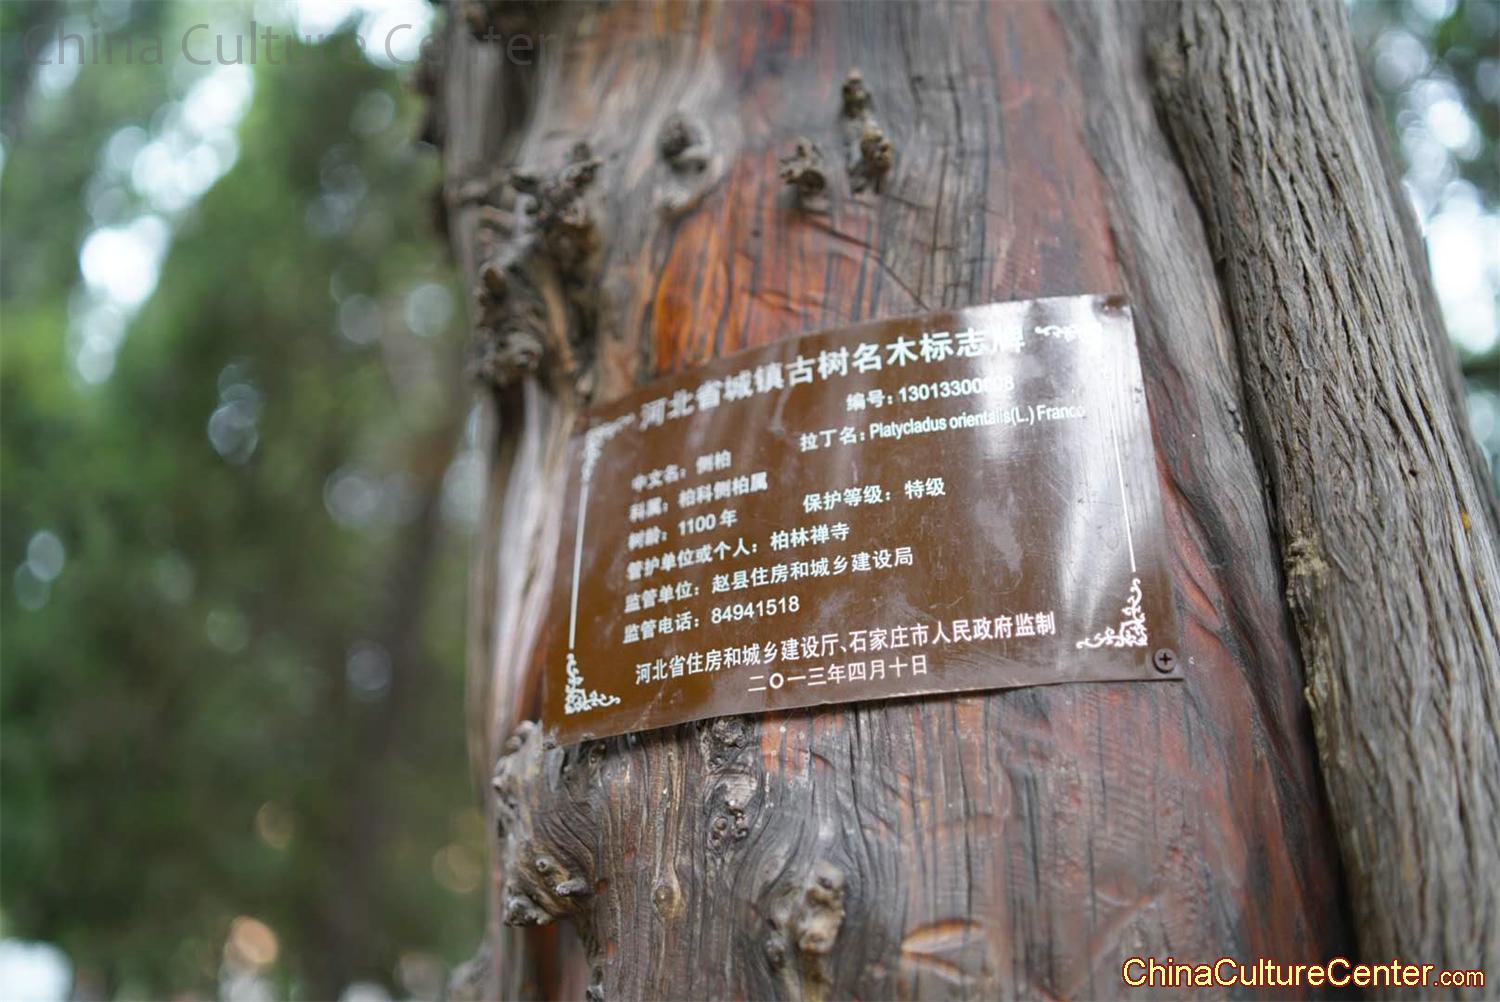 China Culture Center
河北省城镇古树名木标志牌
编号：13013300008
中文名：侧柏 拉丁名：Platycladus orientalis(L.) Franco
科属：柏科侧柏属
树龄：1100年 保护等级：特级
管护单位或个人：柏林禅寺
监管单位：赵县住房和城乡建设局
监管电话：84941518
河北省住房和城乡建设厅、石家庄市人民政府监制
二〇一三年四月十日
ChinaCultureCenter.com